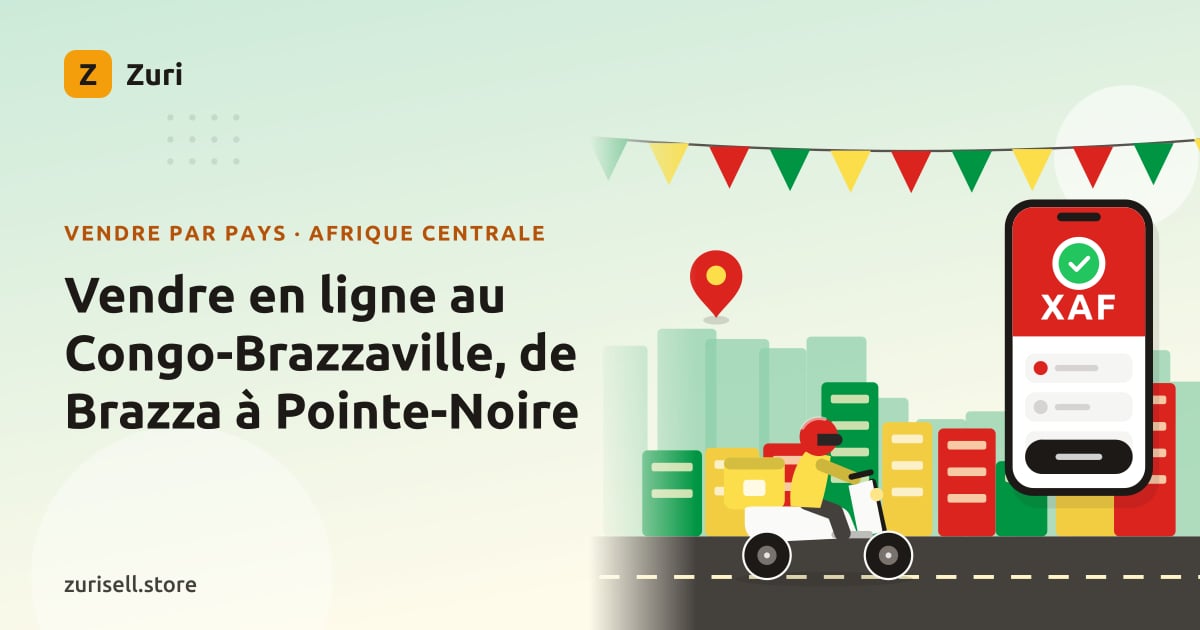 Z Zuri
VENDRE PAR PAYS · AFRIQUE CENTRALE
Vendre en ligne au
Congo-Brazzaville, de
Brazza à Pointe-Noire
XAF
zurisell.store